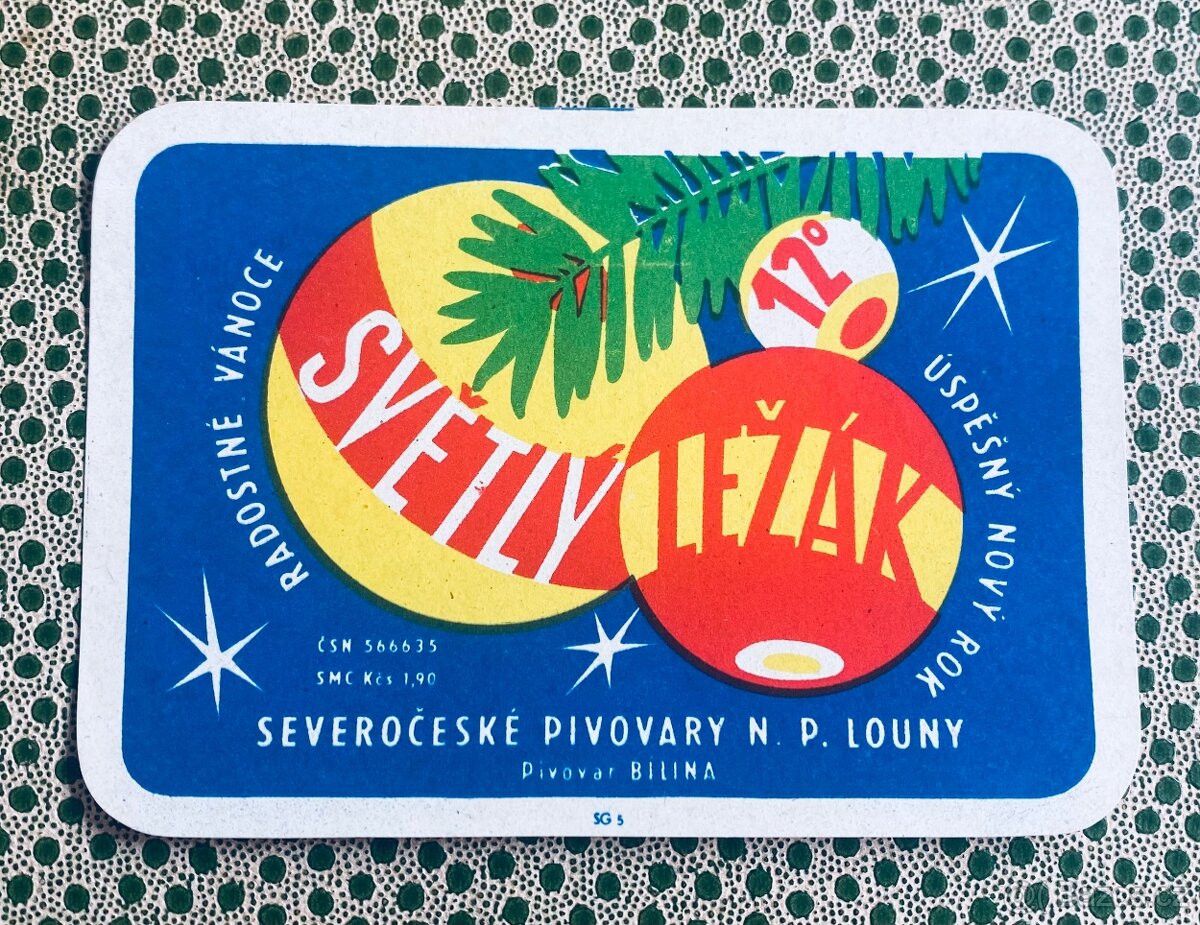 RADOSTNÉ VÁNOCE
12°
SVĚTLÝ
LEŽÁK
ÚSPĚŠNÝ NOVÝ ROK
ČSN 566635
SMC Kčs 1,90
SEVEROČESKÉ PIVOVARY N. P. LOUNY
Pivovar BILINA
SG 5